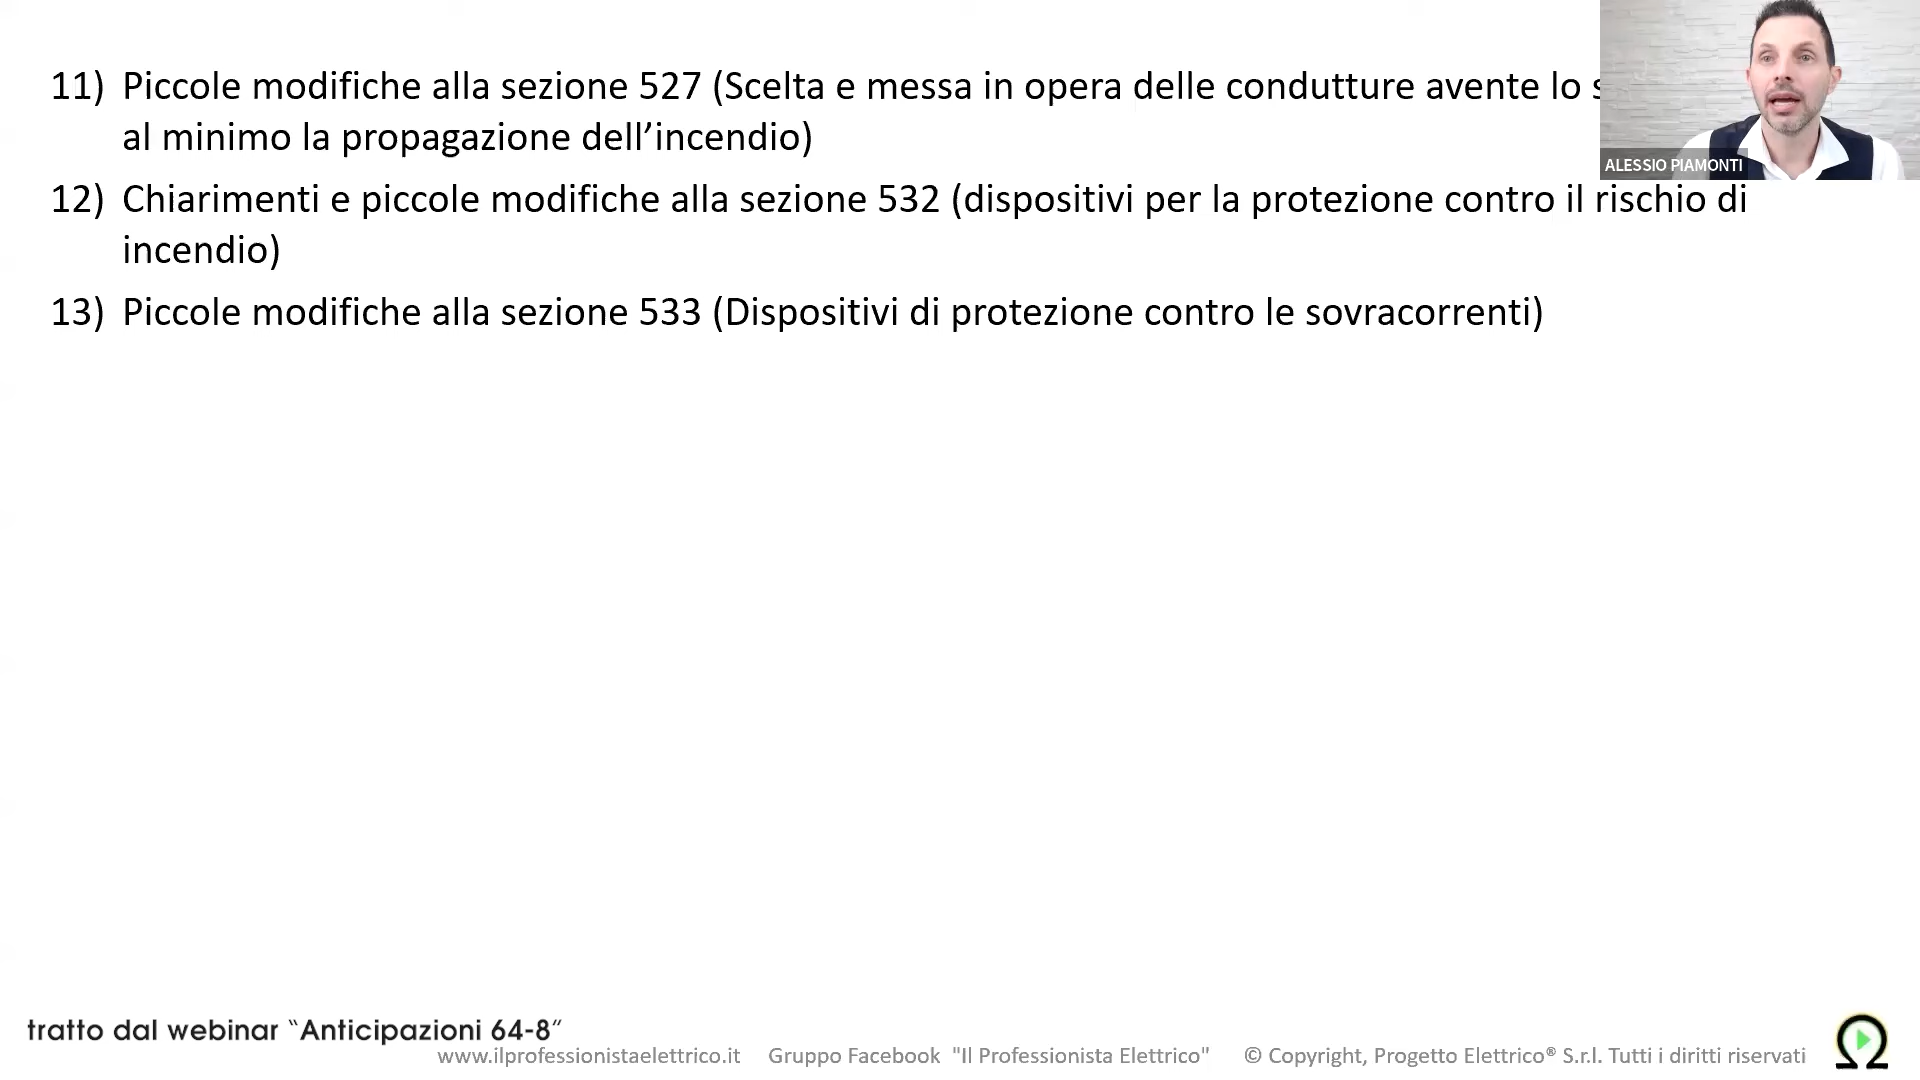 11) Piccole modifiche alla sezione 527 (Scelta e messa in opera delle condutture avente lo
al minimo la propagazione dell’incendio)
12) Chiarimenti e piccole modifiche alla sezione 532 (dispositivi per la protezione contro il rischio di
incendio)
13) Piccole modifiche alla sezione 533 (Dispositivi di protezione contro le sovracorrenti)
ALESSIO PIAMONTI
tratto dal webinar “Anticipazioni 64-8”
www.ilprofessionistaelettrico.it Gruppo Facebook "Il Professionista Elettrico" © Copyright, Progetto Elettrico® S.r.l. Tutti i diritti riservati